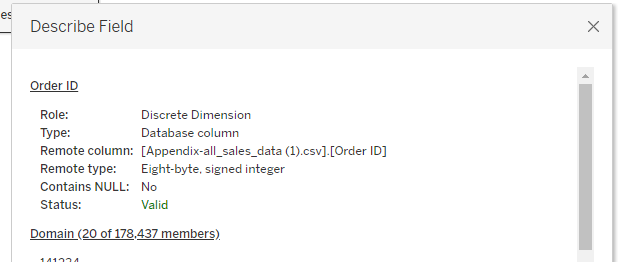 es
Describe Field
Order ID
Role: Discrete Dimension
Type: Database column
Remote column: [Appendix-all_sales_data (1).csv].[Order ID]
Remote type: Eight-byte, signed integer
Contains NULL: No
Status: Valid
Domain (20 of 178,437 members)
141234